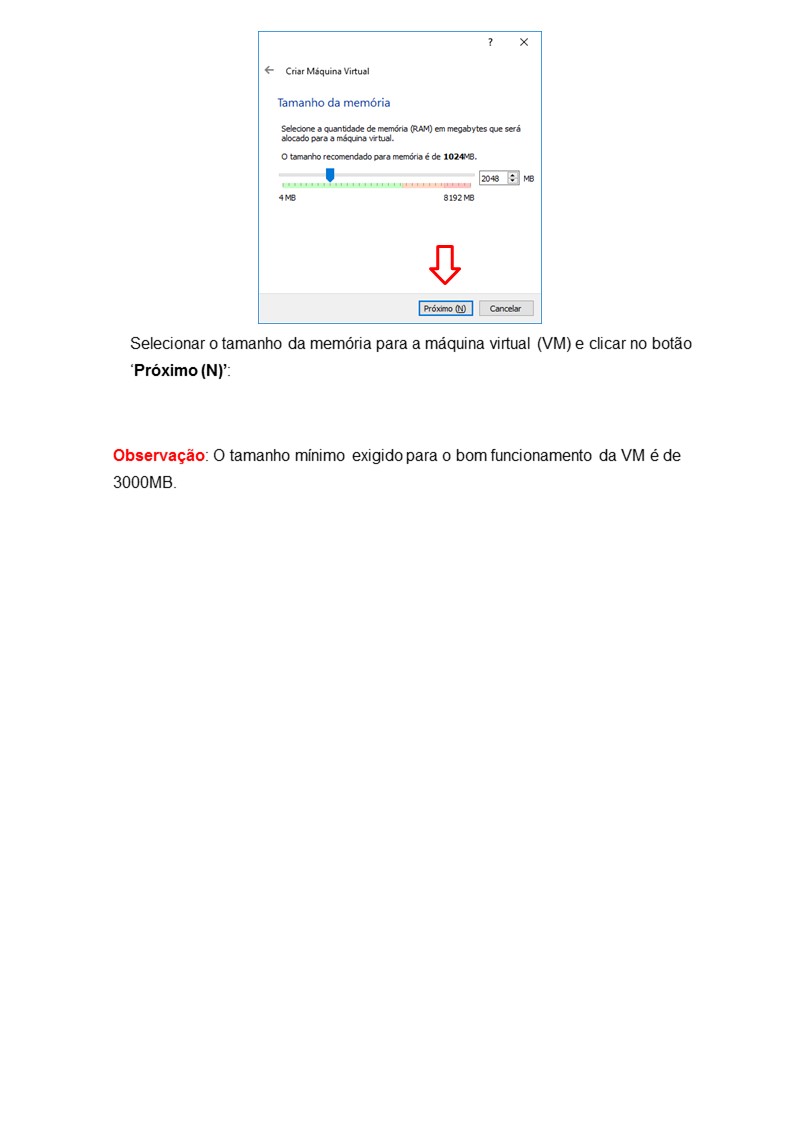 ? ×
← Criar Máquina Virtual
Tamanho da memória
Selecione a quantidade de memória (RAM) em megabytes que será
alocado para a máquina virtual.
O tamanho recomendado para memória é de 1024MB.
2048 MB
4 MB 8192 MB
Próximo (N) Cancelar
Selecionar o tamanho da memória para a máquina virtual (VM) e clicar no botão
‘Próximo (N)’:
Observação: O tamanho mínimo exigido para o bom funcionamento da VM é de
3000MB.